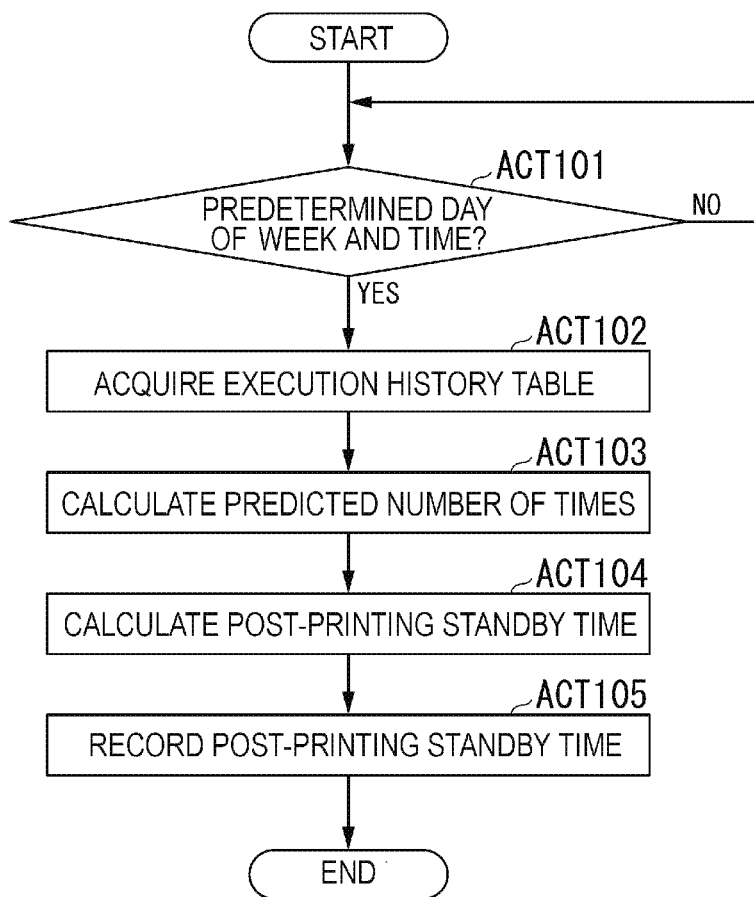 START
ACT101
PREDETERMINED DAY
OF WEEK AND TIME?
NO
YES
ACT102
ACQUIRE EXECUTION HISTORY TABLE
ACT103
CALCULATE PREDICTED NUMBER OF TIMES
ACT104
CALCULATE POST-PRINTING STANDBY TIME
ACT105
RECORD POST-PRINTING STANDBY TIME
END